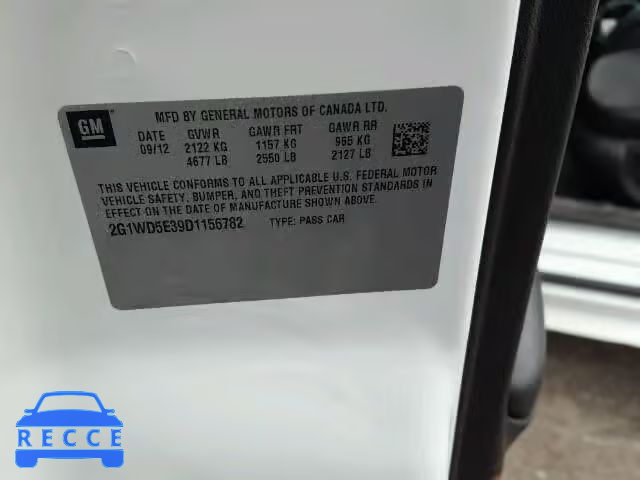 GM
MFD BY GENERAL MOTORS OF CANADA LTD.
DATE GVWR GAWR FRT GAWR RR
09/12 2122 KG 1157 KG 965 KG
4677 LB 2550 LB 2127 LB
THIS VEHICLE CONFORMS TO ALL APPLICABLE U.S. FEDERAL MOTOR
VEHICLE SAFETY, BUMPER, AND THEFT PREVENTION STANDARDS
IN EFFECT ON THE DATE OF MANUFACTURE SHOWN ABOVE.
2G1WD5E39D1156782 TYPE: PASS CAR
RECCE